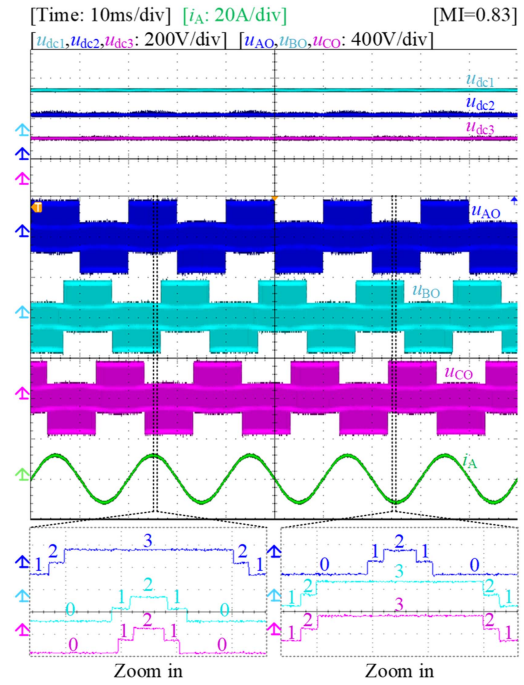 [Time: 10ms/div] [iA: 20A/div] [MI=0.83]
[udc1,udc2,udc3: 200V/div] [uAO,uBO,uCO: 400V/div]
udc1
udc2
udc3
uAO
uBO
uCO
iA
3
1 2 2 1
2
1 1
0 0
2
1 1
0 0
2
1 1
0 0
3
1 2 2 1
3
1 2 2 1
Zoom in Zoom in